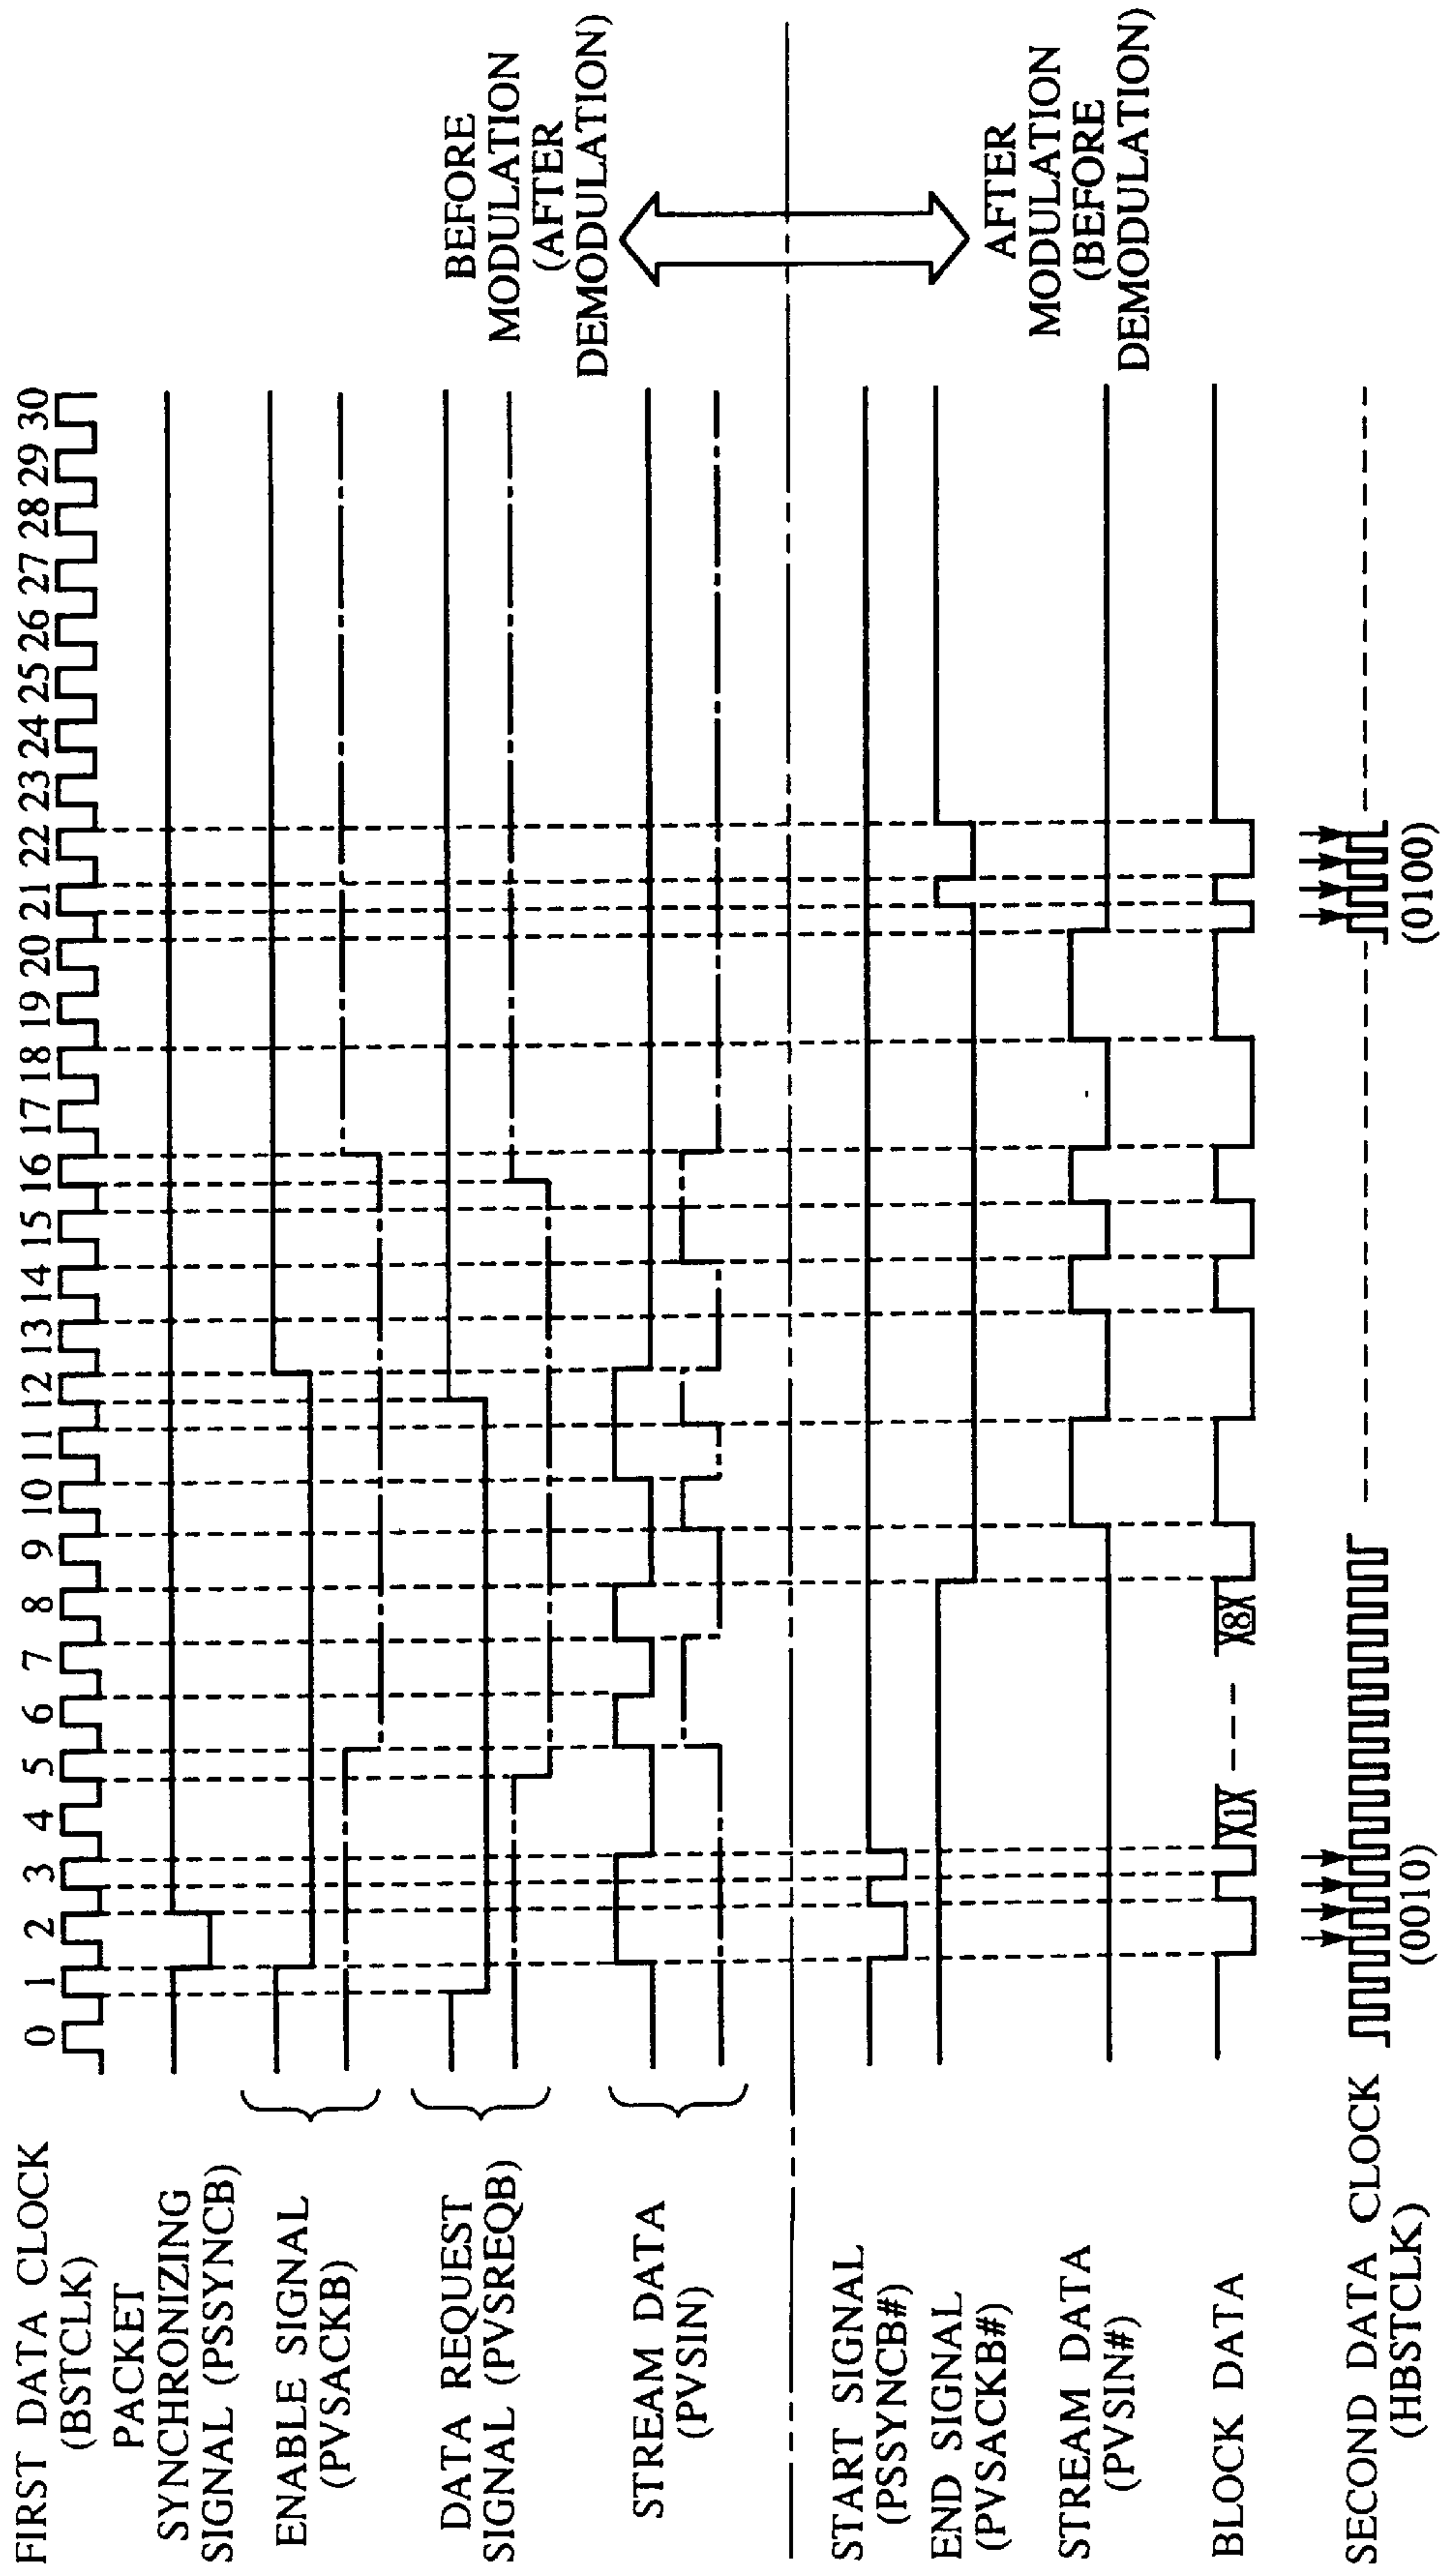 FIRST DATA CLOCK
(BSTCLK)
0 1 2 3 4 5 6 7 8 9 10 11 12 13 14 15 16 17 18 19 20 21 22 23 24 25 26 27 28 29 30
PACKET
SYNCHRONIZING
SIGNAL (PSSYNCB)
ENABLE SIGNAL
(PVSACKB)
DATA REQUEST
SIGNAL (PVSREQB)
STREAM DATA
(PVSIN)
BEFORE
MODULATION
(AFTER
DEMODULATION)
AFTER
MODULATION
(BEFORE
DEMODULATION)
START SIGNAL
(PSSYNCB#)
END SIGNAL
(PVSACKB#)
STREAM DATA
(PVSIN#)
BLOCK DATA
1 8
SECOND DATA CLOCK
(HBSTCLK)
(0010) (0100)